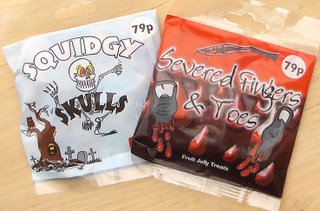 79p
SQUIDGY
SKULLS
79p
Severed Fingers
& Toes
Fruit Jelly Treats